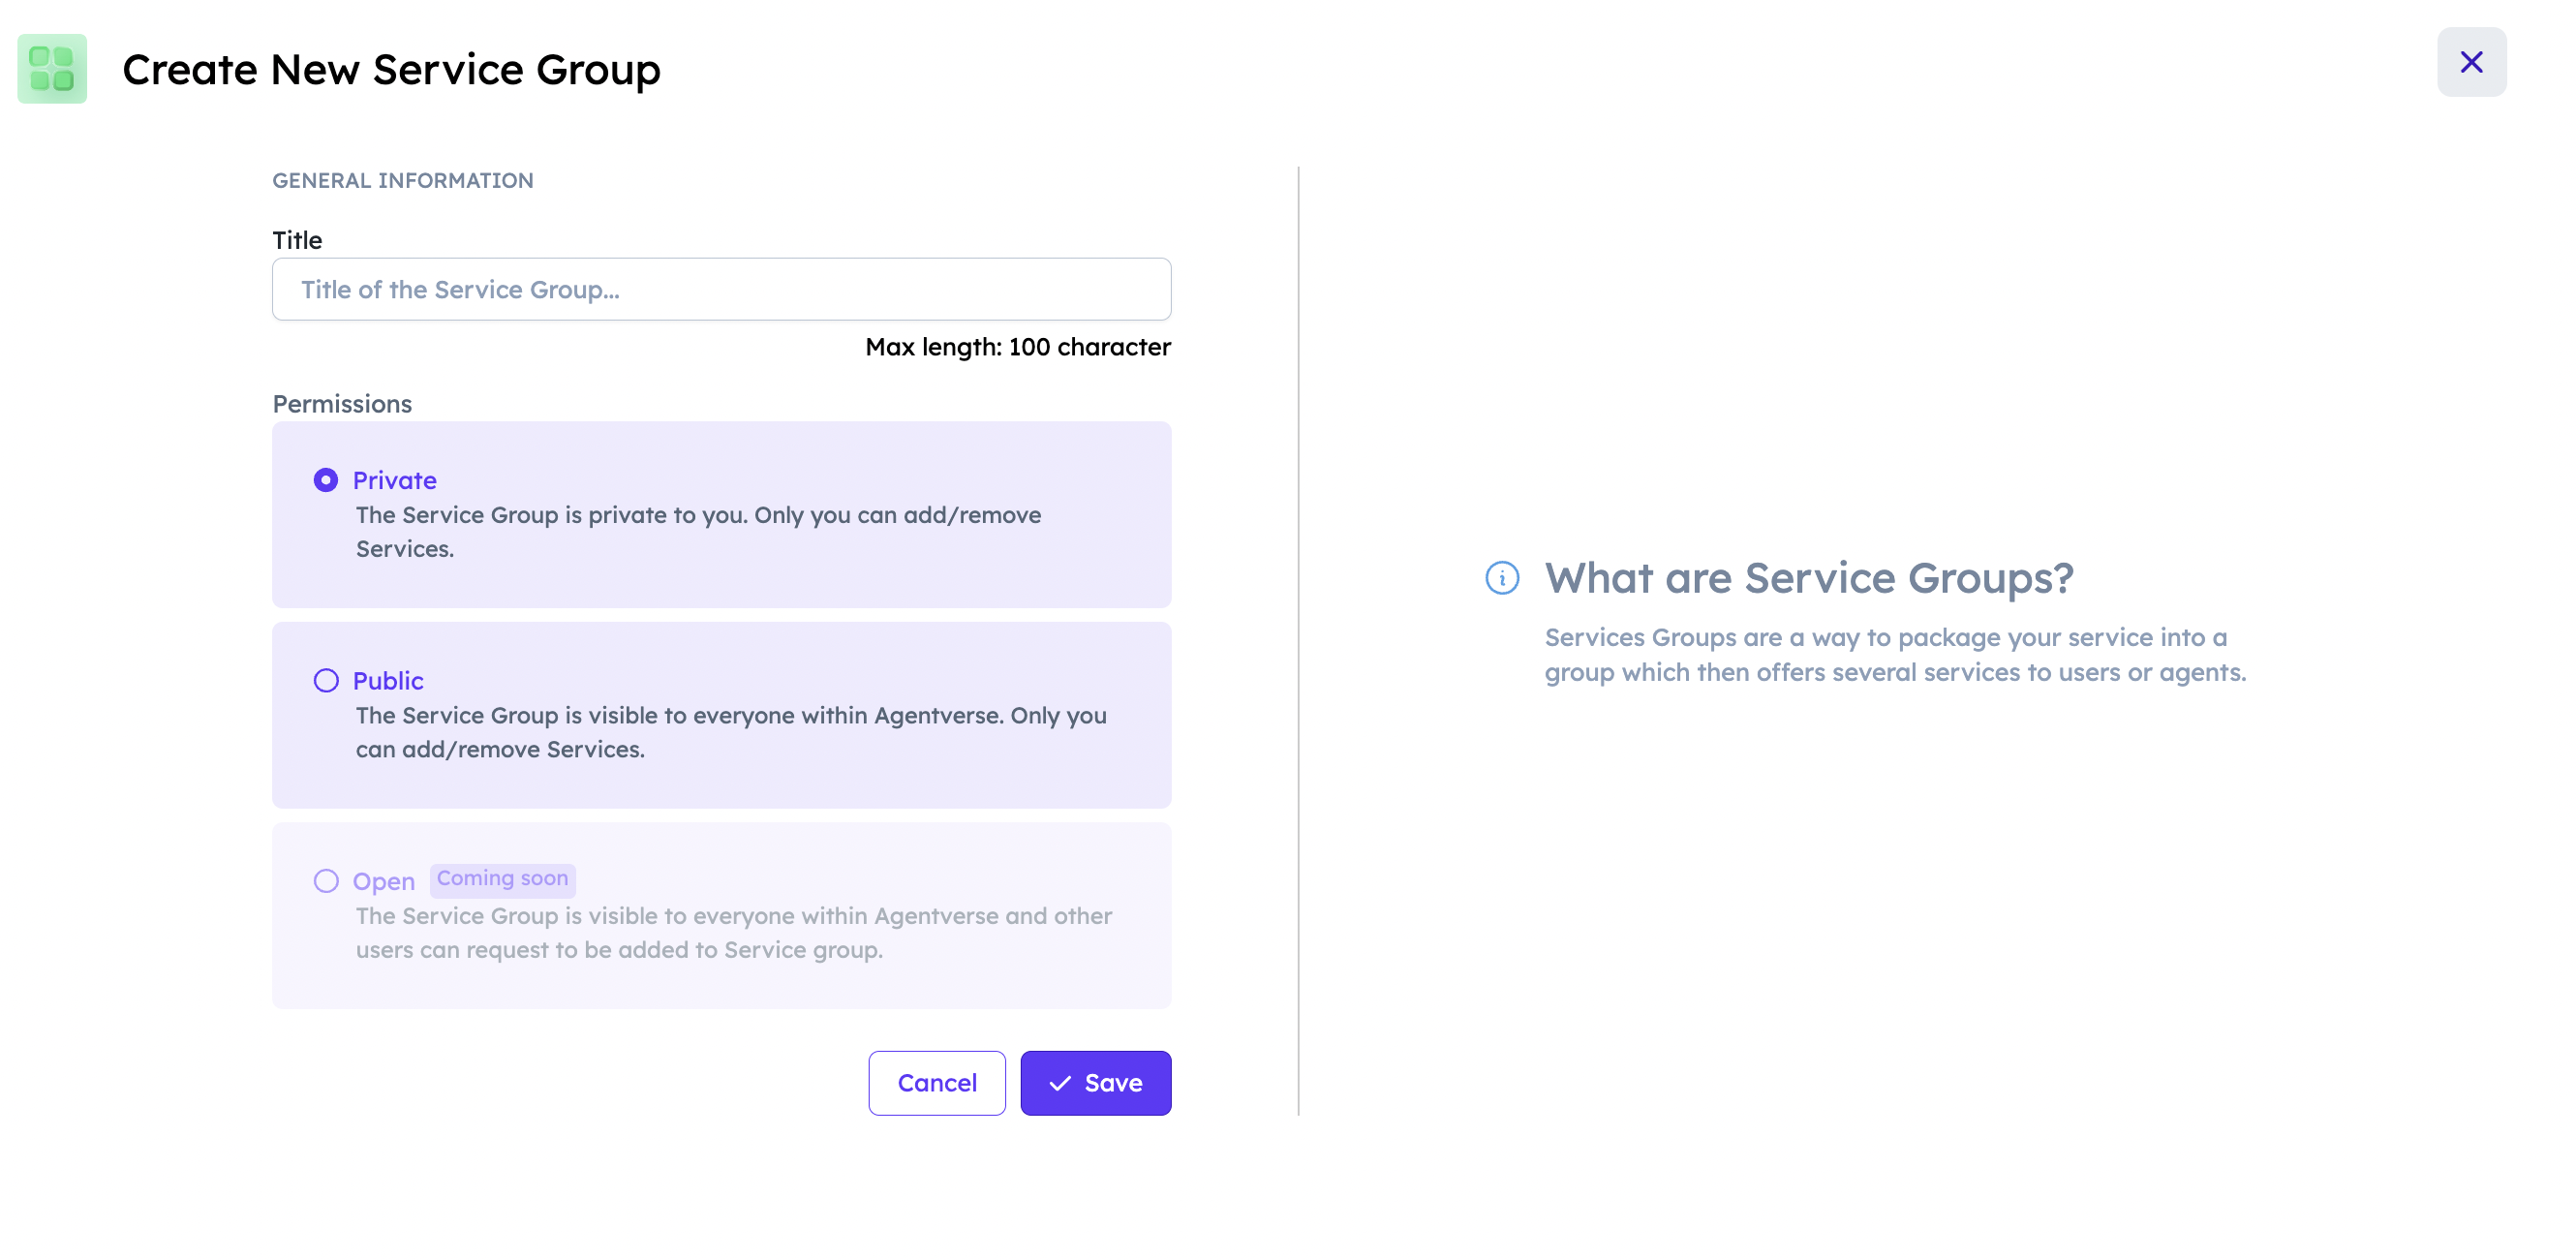 Create New Service Group
GENERAL INFORMATION
Title
Title of the Service Group...
Max length: 100 character
Permissions
Private
The Service Group is private to you. Only you can add/remove
Services.
Public
The Service Group is visible to everyone within Agentverse. Only you
can add/remove Services.
Open Coming soon
The Service Group is visible to everyone within Agentverse and other
users can request to be added to Service group.
Cancel
Save
What are Service Groups?
Services Groups are a way to package your service into a
group which then offers several services to users or agents.